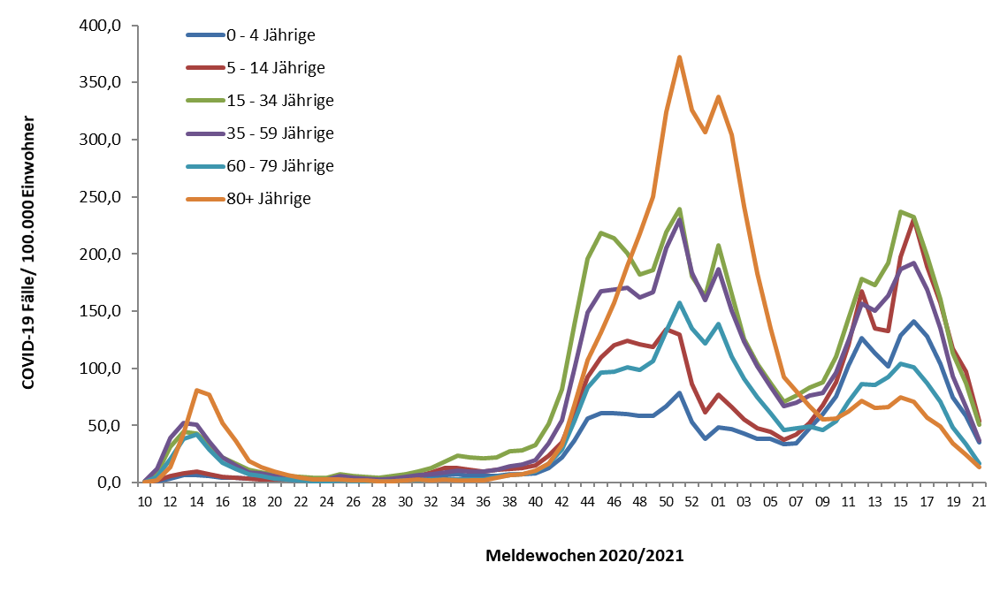 400,0
350,0
300,0
250,0
200,0
150,0
100,0
50,0
0,0
COVID-19 Fälle/ 100.000 Einwohner
0 - 4 Jährige
5 - 14 Jährige
15 - 34 Jährige
35 - 59 Jährige
60 - 79 Jährige
80+ Jährige
10 12 14 16 18 20 22 24 26 28 30 32 34 36 38 40 42 44 46 48 50 52 01 03 05 07 09 11 13 15 17 19 21
Meldewochen 2020/2021